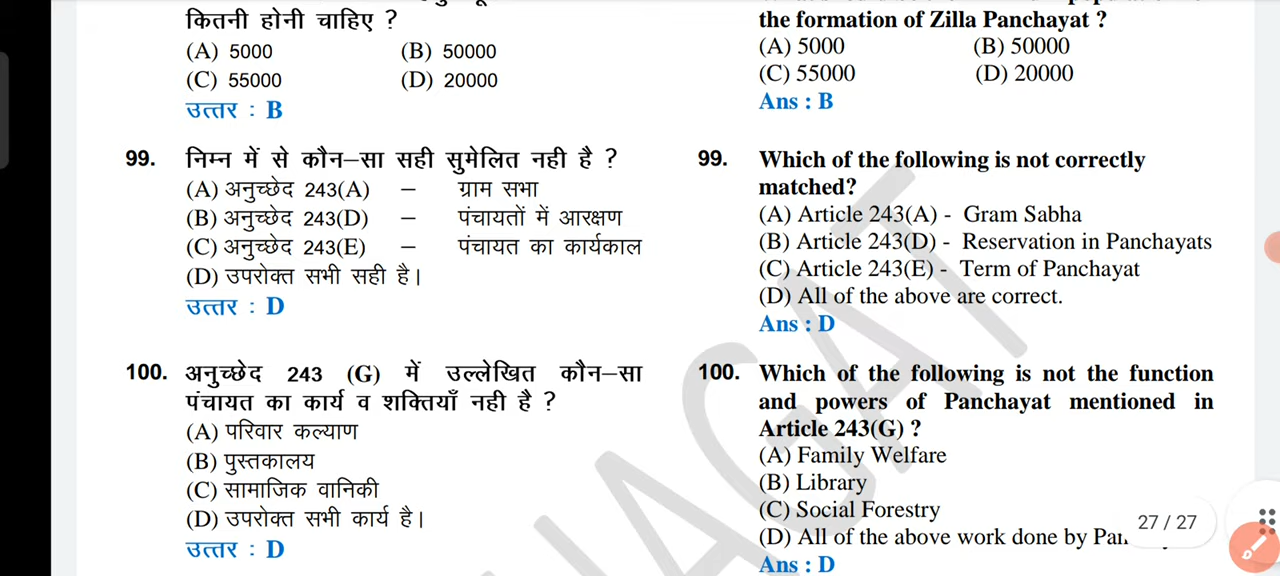 कितनी होनी चाहिए ?
(A) 5000 (B) 50000
(C) 55000 (D) 20000
उत्तर : B
99. निम्न में से कौन–सा सही सुमेलित नही है ?
(A) अनुच्छेद 243(A) – ग्राम सभा
(B) अनुच्छेद 243(D) – पंचायतों में आरक्षण
(C) अनुच्छेद 243(E) – पंचायत का कार्यकाल
(D) उपरोक्त सभी सही है।
उत्तर : D
100. अनुच्छेद 243 (G) में उल्लेखित कौन–सा
पंचायत का कार्य व शक्तियाँ नही है ?
(A) परिवार कल्याण
(B) पुस्तकालय
(C) सामाजिक वानिकी
(D) उपरोक्त सभी कार्य है।
उत्तर : D
the formation of Zilla Panchayat ?
(A) 5000 (B) 50000
(C) 55000 (D) 20000
Ans : B
99. Which of the following is not correctly
matched?
(A) Article 243(A) - Gram Sabha
(B) Article 243(D) - Reservation in Panchayats
(C) Article 243(E) - Term of Panchayat
(D) All of the above are correct.
Ans : D
100. Which of the following is not the function
and powers of Panchayat mentioned in
Article 243(G) ?
(A) Family Welfare
(B) Library
(C) Social Forestry
(D) All of the above work done by
Ans : D
27 / 27